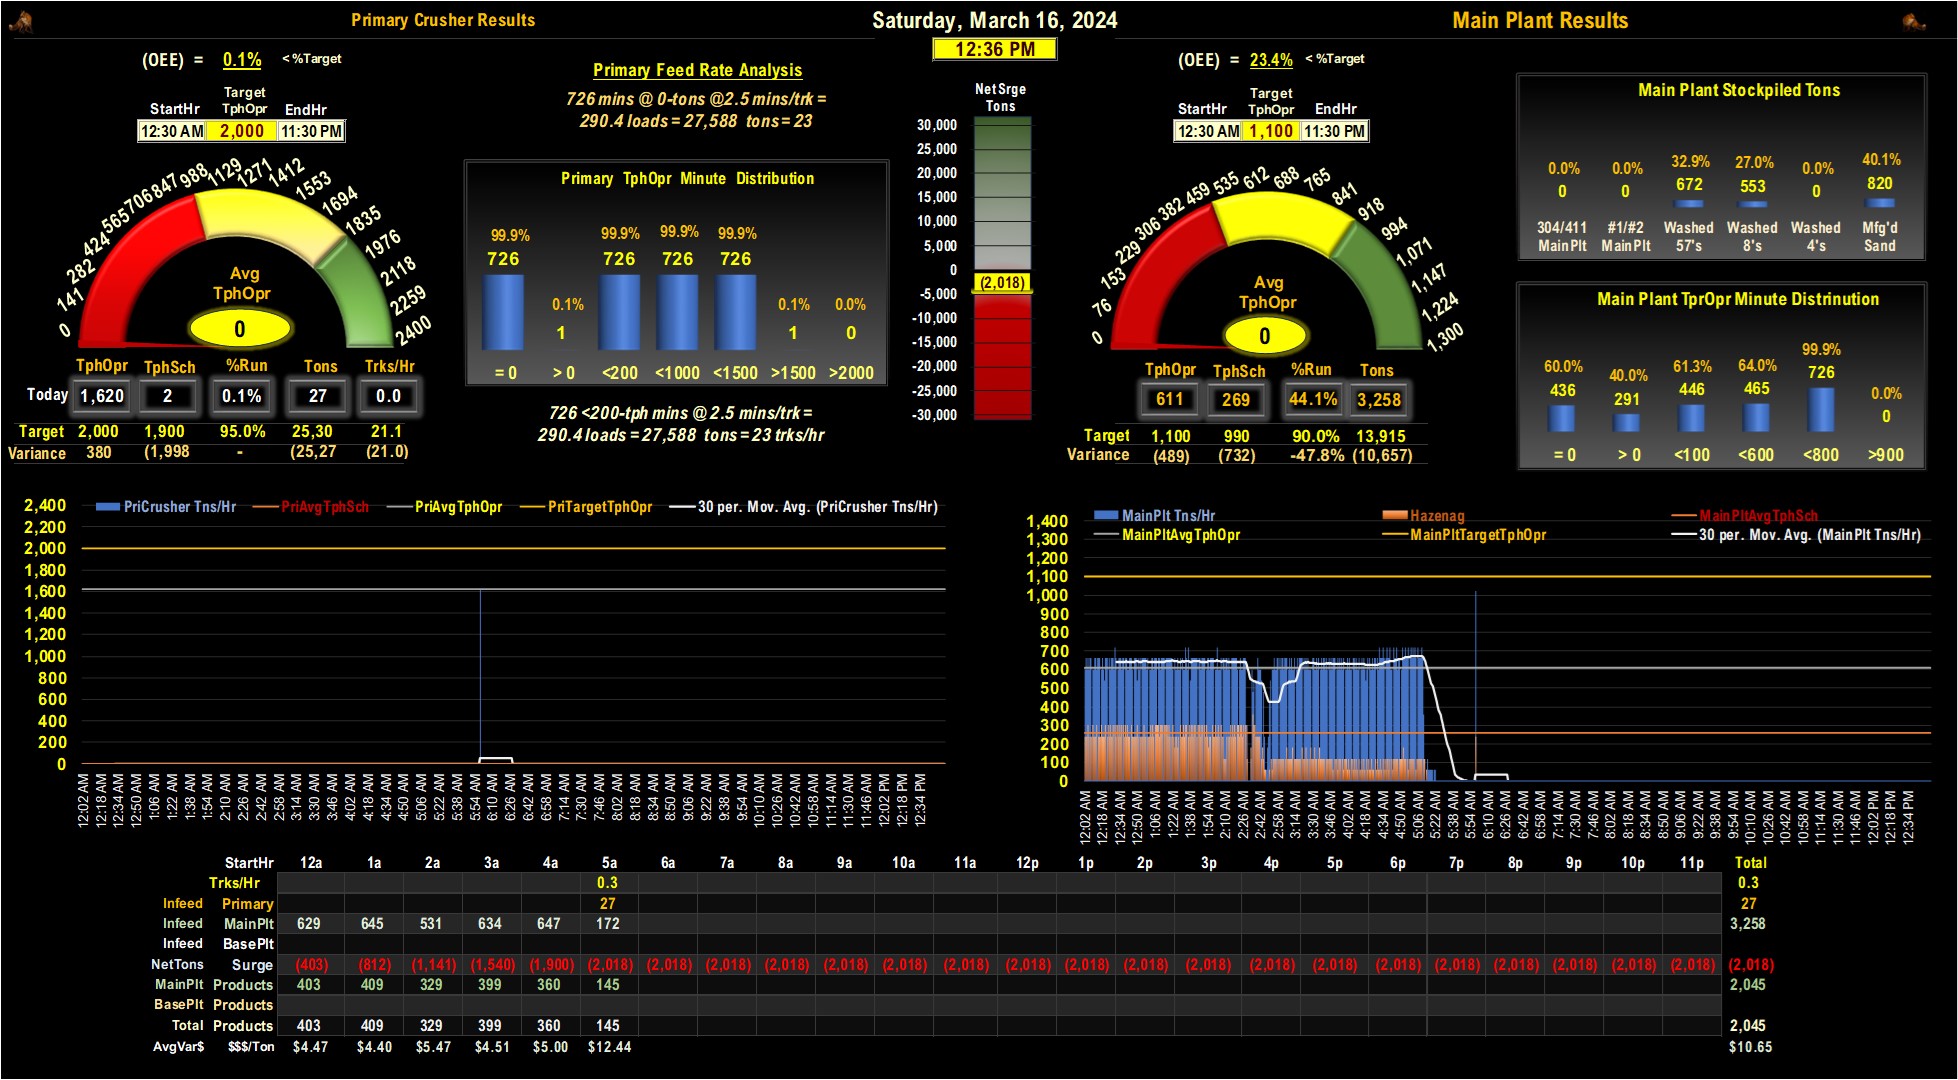 Primary Crusher Results
Saturday, March 16, 2024
Main Plant Results
12:36 PM
(OEE) = 0.1% < %Target
Target
StartHr TphOpr EndHr
12:30 AM 2,000 11:30 PM
0 141 282 424 565 706 847 988 1129 1271 1412 1553 1694 1835 1976 2118 2259 2400
Avg
TphOpr
0
TphOpr TphSch %Run Tons Trks/Hr
Today 1,620 2 0.1% 27 0.0
Target 2,000 1,900 95.0% 25,30 21.1
Variance 380 (1,998 - (25,27 (21.0)
Primary Feed Rate Analysis
726 mins @ 0-tons @2.5 mins/trk =
290.4 loads = 27,588 tons = 23
Primary TphOpr Minute Distribution
99.9% 0.1% 99.9% 99.9% 99.9% 0.1% 0.0%
726 1 726 726 726 1 0
= 0 > 0 <200 <1000 <1500 >1500 >2000
726 <200-tph mins @ 2.5 mins/trk =
290.4 loads = 27,588 tons = 23 trks/hr
NetSrge
Tons
30,000
25,000
20,000
15,000
10,000
5,000
0
(2,018)
-5,000
-10,000
-15,000
-20,000
-25,000
-30,000
(OEE) = 23.4% < %Target
Target
StartHr TphOpr EndHr
12:30 AM 1,100 11:30 PM
0 76 153 229 306 382 459 535 612 688 765 841 918 994 1,071 1,147 1,224 1,300
Avg
TphOpr
0
TphOpr TphSch %Run Tons
611 269 44.1% 3,258
Target 1,100 990 90.0% 13,915
Variance (489) (732) -47.8% (10,657)
Main Plant Stockpiled Tons
0.0% 0.0% 32.9% 27.0% 0.0% 40.1%
0 0 672 553 0 820
304/411 #1/#2 Washed Washed Washed Mfg'd
MainPlt MainPlt 57's 8's 4's Sand
Main Plant TprOpr Minute Distrinution
60.0% 40.0% 61.3% 64.0% 99.9% 0.0%
436 291 446 465 726 0
= 0 > 0 <100 <600 <800 >900
PriCrusher Tns/Hr PriAvgTphSch PriAvgTphOpr PriTargetTphOpr 30 per. Mov. Avg. (PriCrusher Tns/Hr)
2,400
2,200
2,000
1,800
1,600
1,400
1,200
1,000
800
600
400
200
0
12:02 AM 12:18 AM 12:34 AM 12:50 AM 1:06 AM 1:22 AM 1:38 AM 1:54 AM 2:10 AM 2:26 AM 2:42 AM 2:58 AM 3:14 AM 3:30 AM 3:46 AM 4:02 AM 4:18 AM 4:34 AM 4:50 AM 5:06 AM 5:22 AM 5:38 AM 5:54 AM 6:10 AM 6:26 AM 6:42 AM 6:58 AM 7:14 AM 7:30 AM 7:46 AM 8:02 AM 8:18 AM 8:34 AM 8:50 AM 9:06 AM 9:22 AM 9:38 AM 9:54 AM 10:10 AM 10:26 AM 10:42 AM 10:58 AM 11:14 AM 11:30 AM 11:46 AM 12:02 PM 12:18 PM 12:34 PM
MainPlt Tns/Hr Hazenag MainPltAvgTphSch
MainPltAvgTphOpr MainPltTargetTphOpr 30 per. Mov. Avg. (MainPlt Tns/Hr)
1,400
1,300
1,200
1,100
1,000
900
800
700
600
500
400
300
200
100
0
12:02 AM 12:18 AM 12:34 AM 12:50 AM 1:06 AM 1:22 AM 1:38 AM 1:54 AM 2:10 AM 2:26 AM 2:42 AM 2:58 AM 3:14 AM 3:30 AM 3:46 AM 4:02 AM 4:18 AM 4:34 AM 4:50 AM 5:06 AM 5:22 AM 5:38 AM 5:54 AM 6:10 AM 6:26 AM 6:42 AM 6:58 AM 7:14 AM 7:30 AM 7:46 AM 8:02 AM 8:18 AM 8:34 AM 8:50 AM 9:06 AM 9:22 AM 9:38 AM 9:54 AM 10:10 AM 10:26 AM 10:42 AM 10:58 AM 11:14 AM 11:30 AM 11:46 AM 12:02 PM 12:18 PM 12:34 PM
StartHr 12a 1a 2a 3a 4a 5a 6a 7a 8a 9a 10a 11a 12p 1p 2p 3p 4p 5p 6p 7p 8p 9p 10p 11p Total
Trks/Hr 0.3 0.3
Infeed Primary 27 27
Infeed MainPlt 629 645 531 634 647 172 3,258
Infeed BasePlt
NetTons Surge (403) (812) (1,141) (1,540) (1,900) (2,018) (2,018) (2,018) (2,018) (2,018) (2,018) (2,018) (2,018) (2,018) (2,018) (2,018) (2,018) (2,018) (2,018) (2,018) (2,018) (2,018) (2,018) (2,018) (2,018)
MainPlt Products 403 409 329 399 360 145 2,045
BasePlt Products
Total Products 403 409 329 399 360 145 2,045
AvgVar$ $$$/Ton $4.47 $4.40 $5.47 $4.51 $5.00 $12.44 $10.65